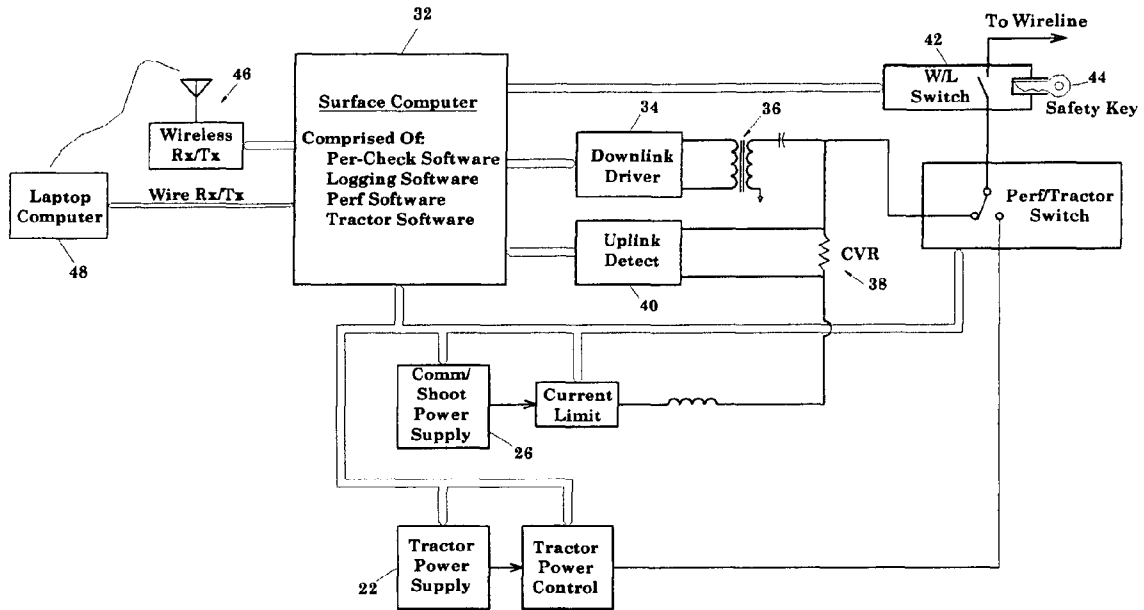 32
To Wireline
42
W/L
Switch
44
Safety Key
46
Surface Computer
Comprised Of:
Per-Check Software
Logging Software
Perf Software
Tractor Software
Wireless
Rx/Tx
34
Downlink
Driver
36
Laptop
Computer
48
Wire Rx/Tx
Perf/Tractor
Switch
Uplink
Detect
40
CVR
38
Comm/
Shoot
Power
Supply
26
Current
Limit
Tractor
Power
Supply
22
Tractor
Power
Control